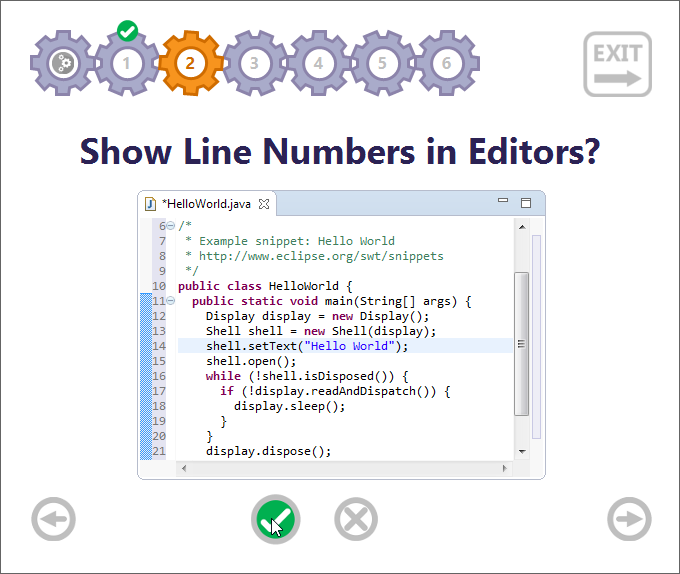 1 2 3 4 5 6 EXIT
Show Line Numbers in Editors?
*HelloWorld.java
6 /*
7  * Example snippet: Hello World
8  * http://www.eclipse.org/swt/snippets
9  */
10 public class HelloWorld {
11   public static void main(String[] args) {
12     Display display = new Display();
13     Shell shell = new Shell(display);
14     shell.setText("Hello World");
15     shell.open();
16     while (!shell.isDisposed()) {
17       if (!display.readAndDispatch()) {
18         display.sleep();
19       }
20     }
21     display.dispose();